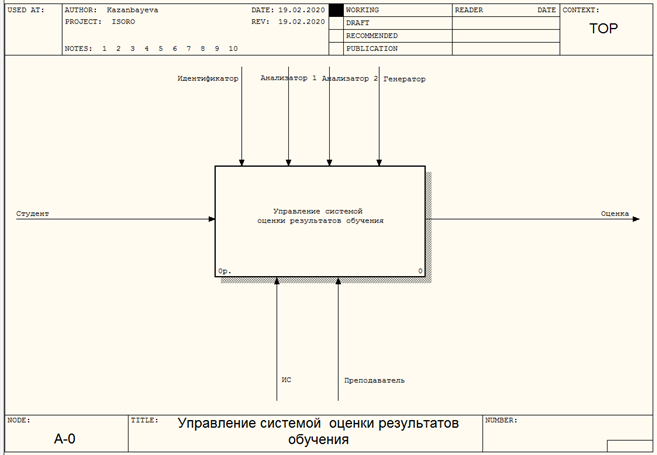 USED AT:
AUTHOR: Kazanbayeva
DATE: 19.02.2020
WORKING
READER
DATE
CONTEXT:
PROJECT: ISORO
REV: 19.02.2020
DRAFT
TOP
RECOMMENDED
NOTES: 1 2 3 4 5 6 7 8 9 10
PUBLICATION
Идентификатор
Анализатор 1
Анализатор 2
Генератор
Студент
Управление системой
оценки результатов обучения
Оценка
0р.
0
ИС
Преподаватель
NODE:
TITLE:
NUMBER:
A-0
Управление системой оценки результатов
обучения